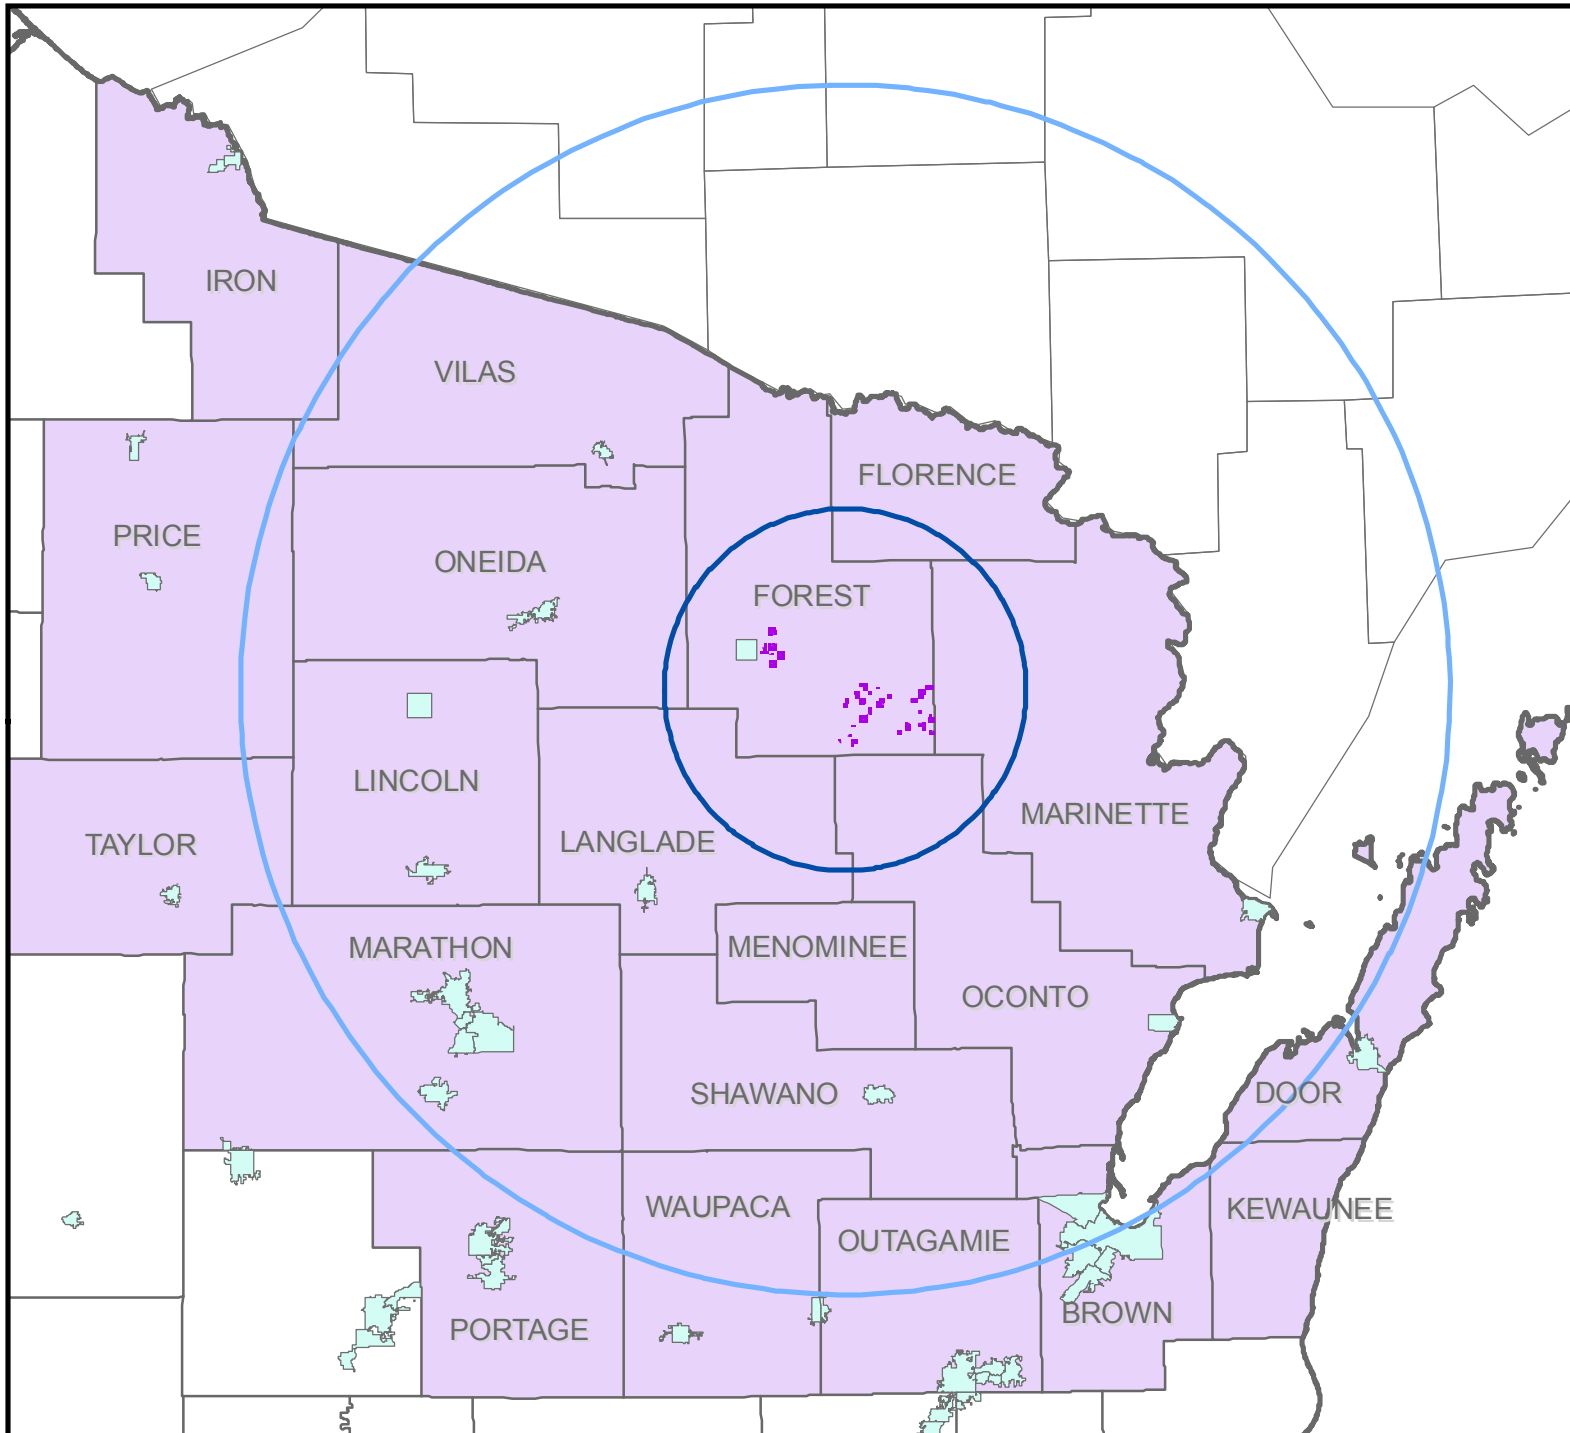 IRON
VILAS
FLORENCE
PRICE
ONEIDA
FOREST
LINCOLN
MARINETTE
TAYLOR
LANGLADE
MARATHON
MENOMINEE
OCONTO
SHAWANO
DOOR
WAUPACA
KEWAUNEE
OUTAGAMIE
BROWN
PORTAGE